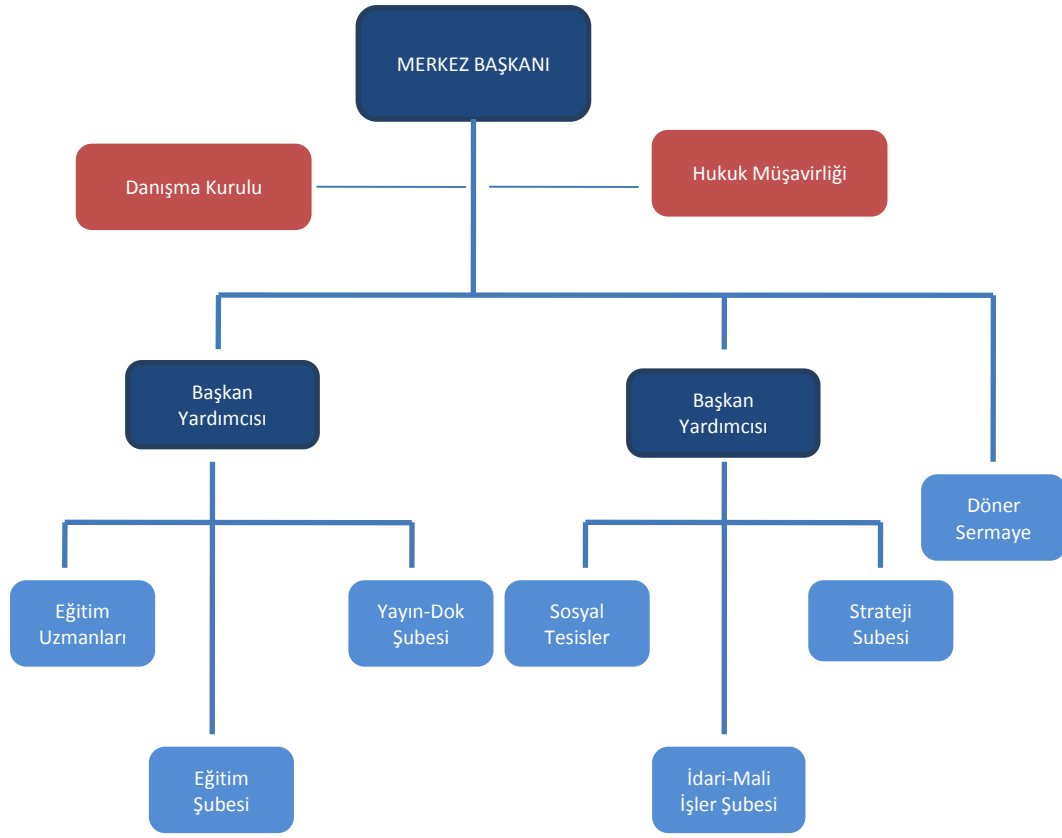 MERKEZ BAŞKANI
Danışma Kurulu
Hukuk Müşavirliği
Başkan
Yardımcısı
Başkan
Yardımcısı
Döner
Sermaye
Eğitim
Uzmanları
Yayın-Dok
Şubesi
Sosyal
Tesisler
Strateji
Subesi
Eğitim
Şubesi
İdari-Mali
İşler Şubesi